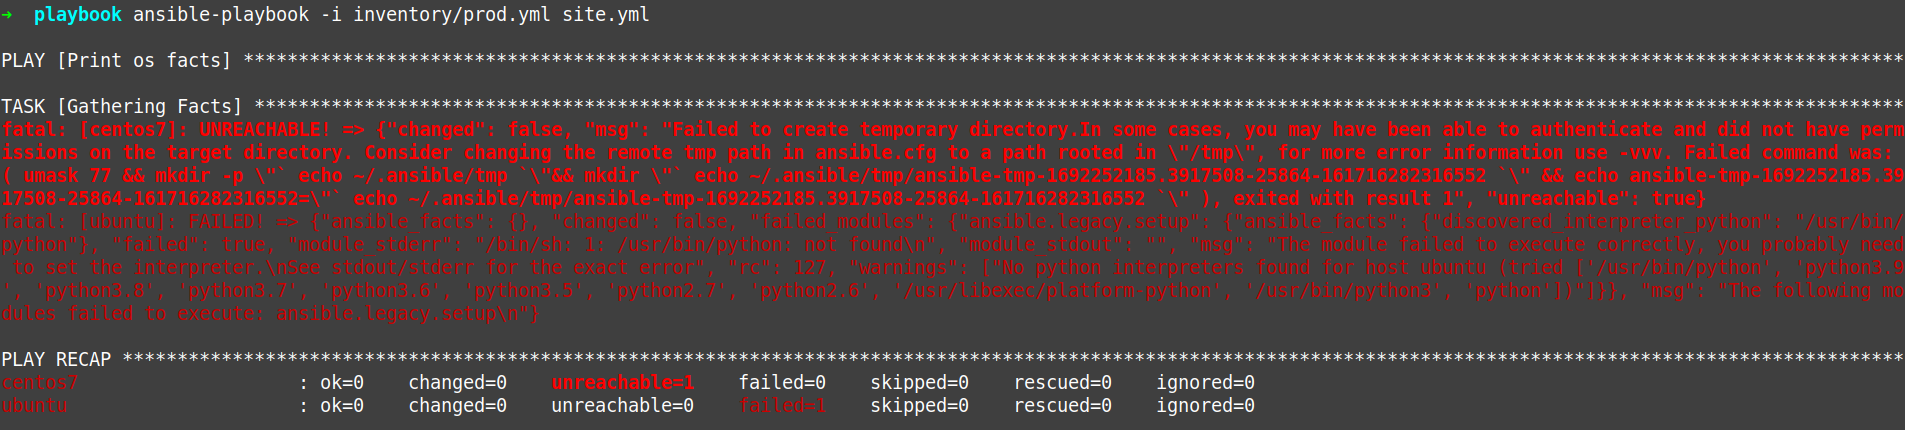 ➜  playbook ansible-playbook -i inventory/prod.yml site.yml
PLAY [Print os facts] *******************************************************************************************************************************************************
TASK [Gathering Facts] ******************************************************************************************************************************************************
fatal: [centos7]: UNREACHABLE! => {"changed": false, "msg": "Failed to create temporary directory.In some cases, you may have been able to authenticate and did not have perm
issions on the target directory. Consider changing the remote tmp path in ansible.cfg to a path rooted in \"/tmp\", for more error information use -vvv. Failed command was:
( umask 77 && mkdir -p \"` echo ~/.ansible/tmp `\"&& mkdir \"` echo ~/.ansible/tmp/ansible-tmp-1692252185.3917508-25864-161716282316552 `\" && echo ansible-tmp-1692252185.39
17508-25864-161716282316552=\"` echo ~/.ansible/tmp/ansible-tmp-1692252185.3917508-25864-161716282316552 `\" ), exited with result 1", "unreachable": true}
fatal: [ubuntu]: FAILED! => {"ansible_facts": {}, "changed": false, "failed_modules": {"ansible.legacy.setup": {"ansible_facts": {"discovered_interpreter_python": "/usr/bin/
python"}, "failed": true, "module_stderr": "/bin/sh: 1: /usr/bin/python: not found\n", "module_stdout": "", "msg": "The module failed to execute correctly, you probably need
 to set the interpreter.\nSee stdout/stderr for the exact error", "rc": 127, "warnings": ["No python interpreters found for host ubuntu (tried ['/usr/bin/python', 'python3.9
', 'python3.8', 'python3.7', 'python3.6', 'python3.5', 'python2.7', 'python2.6', '/usr/libexec/platform-python', '/usr/bin/python3', 'python'])"]}}, "msg": "The following mo
dules failed to execute: ansible.legacy.setup\n"}
PLAY RECAP ******************************************************************************************************************************************************************
centos7                    : ok=0    changed=0    unreachable=1    failed=0    skipped=0    rescued=0    ignored=0
ubuntu                     : ok=0    changed=0    unreachable=0    failed=1    skipped=0    rescued=0    ignored=0